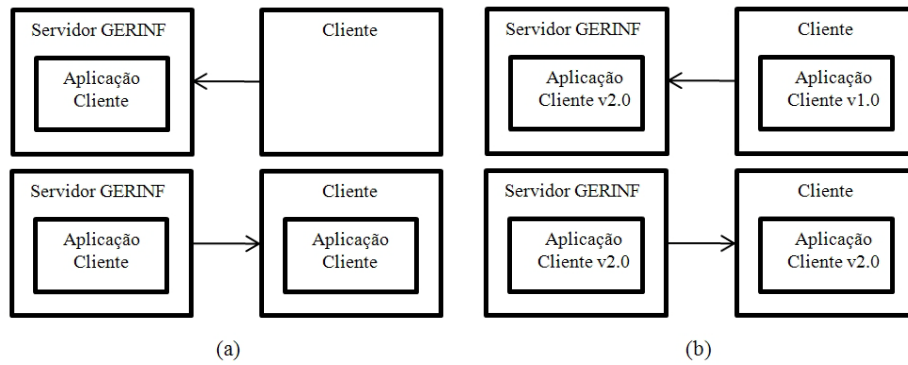 Servidor GERINF
Aplicação
Cliente
Cliente
Servidor GERINF
Aplicação
Cliente
Cliente
Aplicação
Cliente
(a)
Servidor GERINF
Aplicação
Cliente v2.0
Cliente
Aplicação
Cliente v1.0
Servidor GERINF
Aplicação
Cliente v2.0
Cliente
Aplicação
Cliente v2.0
(b)